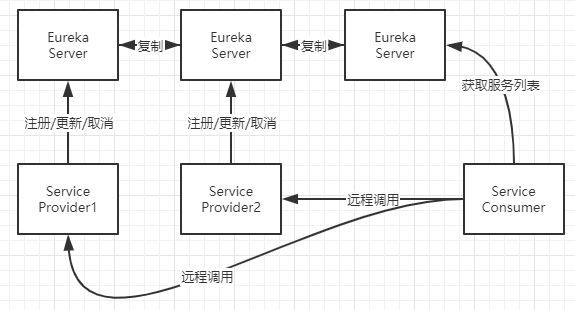 Eureka
Server
复制
Eureka
Server
复制
Eureka
Server
获取服务列表
注册/更新/取消
注册/更新/取消
Service
Provider1
Service
Provider2
远程调用
Service
Consumer
远程调用